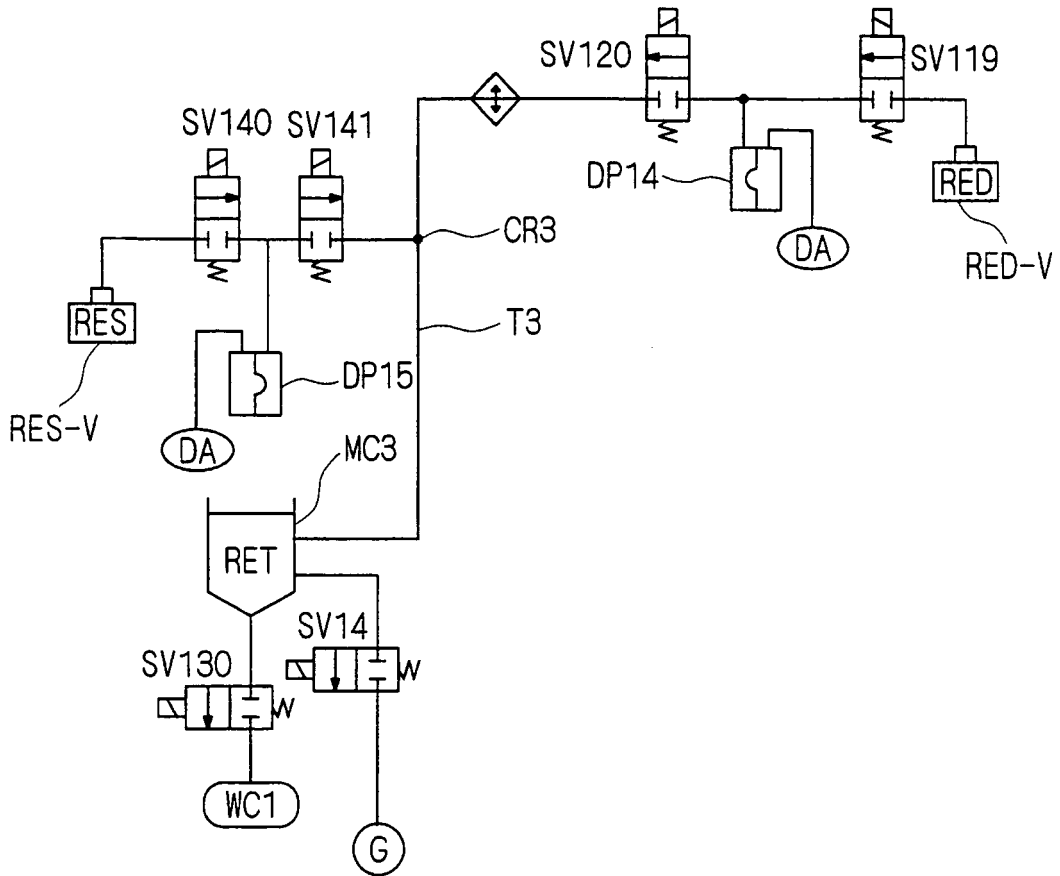 SV120
SV119
SV140
SV141
DP14
RED
CR3
DA
RED-V
RES
T3
DP15
RES-V
DA
MC3
RET
SV14
SV130
WC1
G